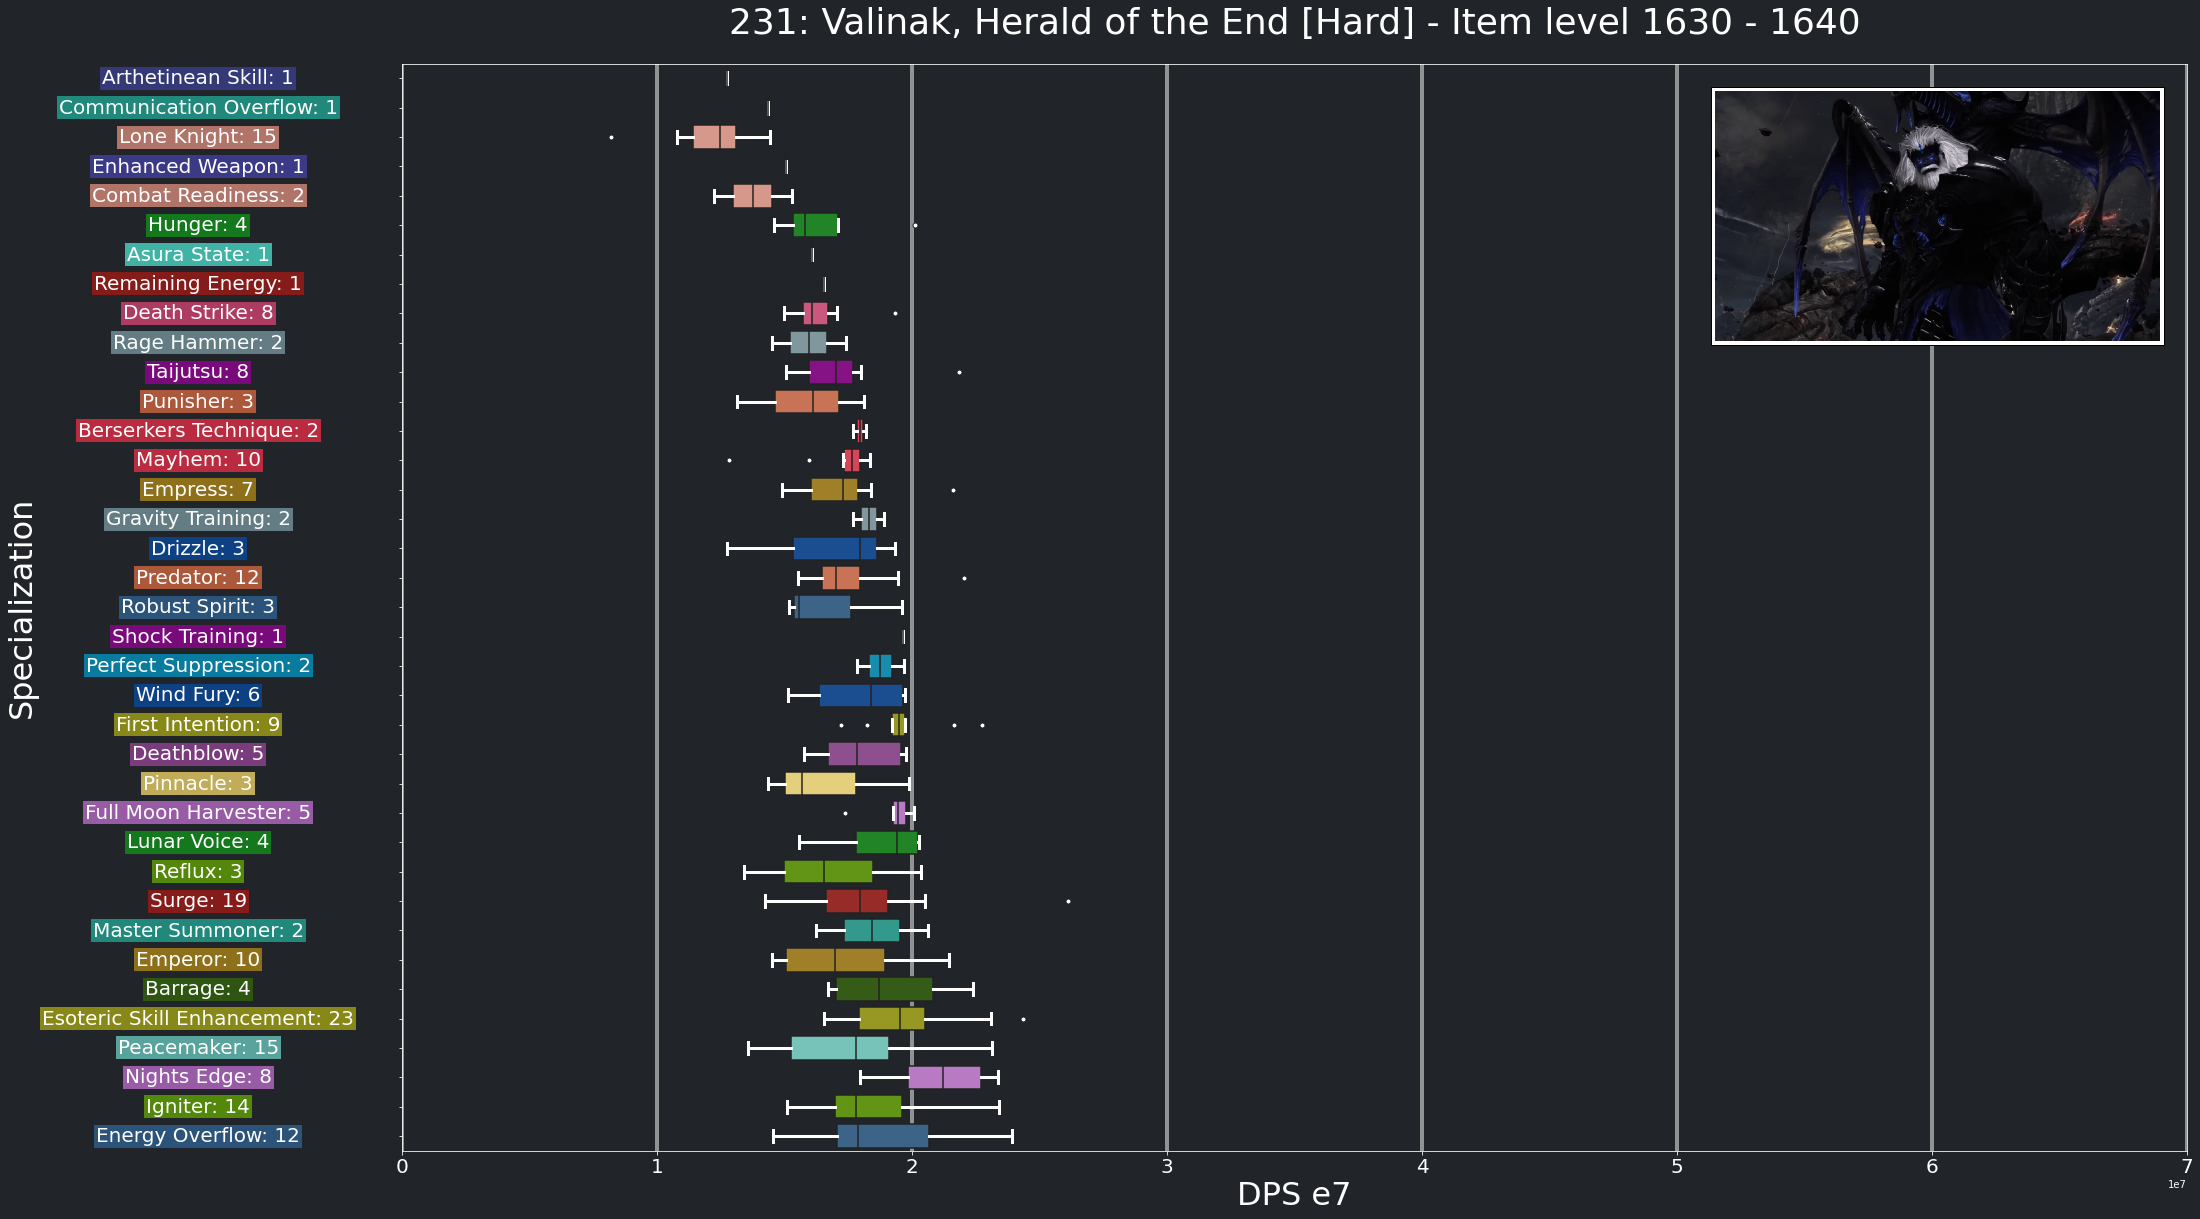 231: Valinak, Herald of the End [Hard] - Item level 1630 - 1640
Specialization
Arthetinean Skill: 1
Communication Overflow: 1
Lone Knight: 15
Enhanced Weapon: 1
Combat Readiness: 2
Hunger: 4
Asura State: 1
Remaining Energy: 1
Death Strike: 8
Rage Hammer: 2
Taijutsu: 8
Punisher: 3
Berserkers Technique: 2
Mayhem: 10
Empress: 7
Gravity Training: 2
Drizzle: 3
Predator: 12
Robust Spirit: 3
Shock Training: 1
Perfect Suppression: 2
Wind Fury: 6
First Intention: 9
Deathblow: 5
Pinnacle: 3
Full Moon Harvester: 5
Lunar Voice: 4
Reflux: 3
Surge: 19
Master Summoner: 2
Emperor: 10
Barrage: 4
Esoteric Skill Enhancement: 23
Peacemaker: 15
Nights Edge: 8
Igniter: 14
Energy Overflow: 12
0 1 2 3 4 5 6 7
1e7
DPS e7